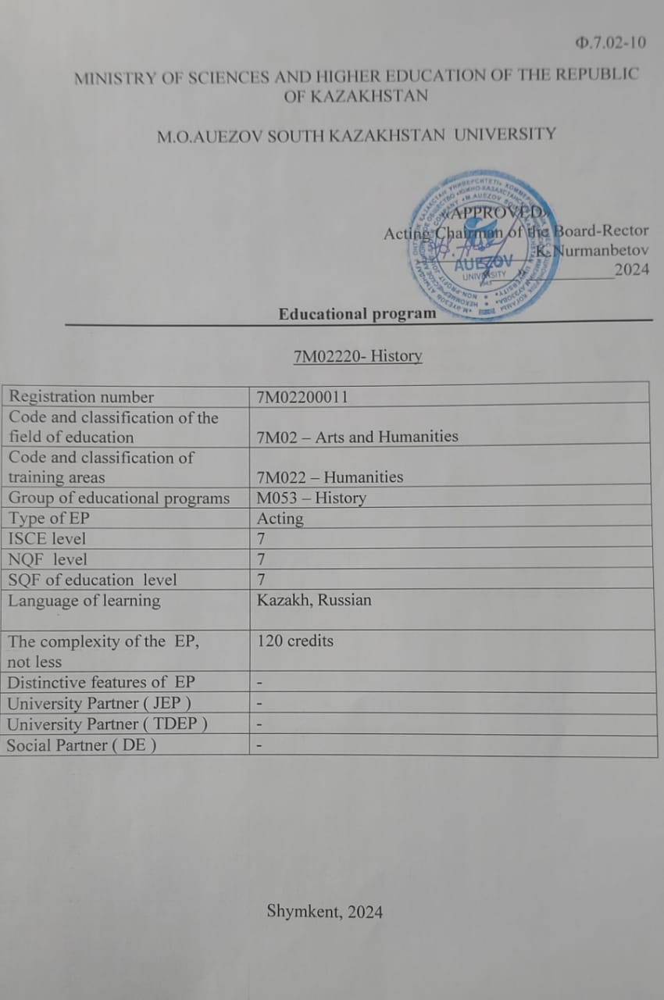 Ф.7.02-10
MINISTRY OF SCIENCES AND HIGHER EDUCATION OF THE REPUBLIC
OF KAZAKHSTAN
M.O.AUEZOV SOUTH KAZAKHSTAN UNIVERSITY
«APPROVED»
Acting Chairman of the Board-Rector
K.Nurmanbetov
2024
AUEZOV
UNIVERSITY
Educational program
7M02220- History
Registration number 7M02200011
Code and classification of the
field of education 7M02 – Arts and Humanities
Code and classification of
training areas 7M022 – Humanities
Group of educational programs M053 – History
Type of EP Acting
ISCE level 7
NQF level 7
SQF of education level 7
Language of learning Kazakh, Russian
The complexity of the EP, 120 credits
not less
Distinctive features of EP -
University Partner ( JEP ) -
University Partner ( TDEP ) -
Social Partner ( DE ) -
Shymkent, 2024